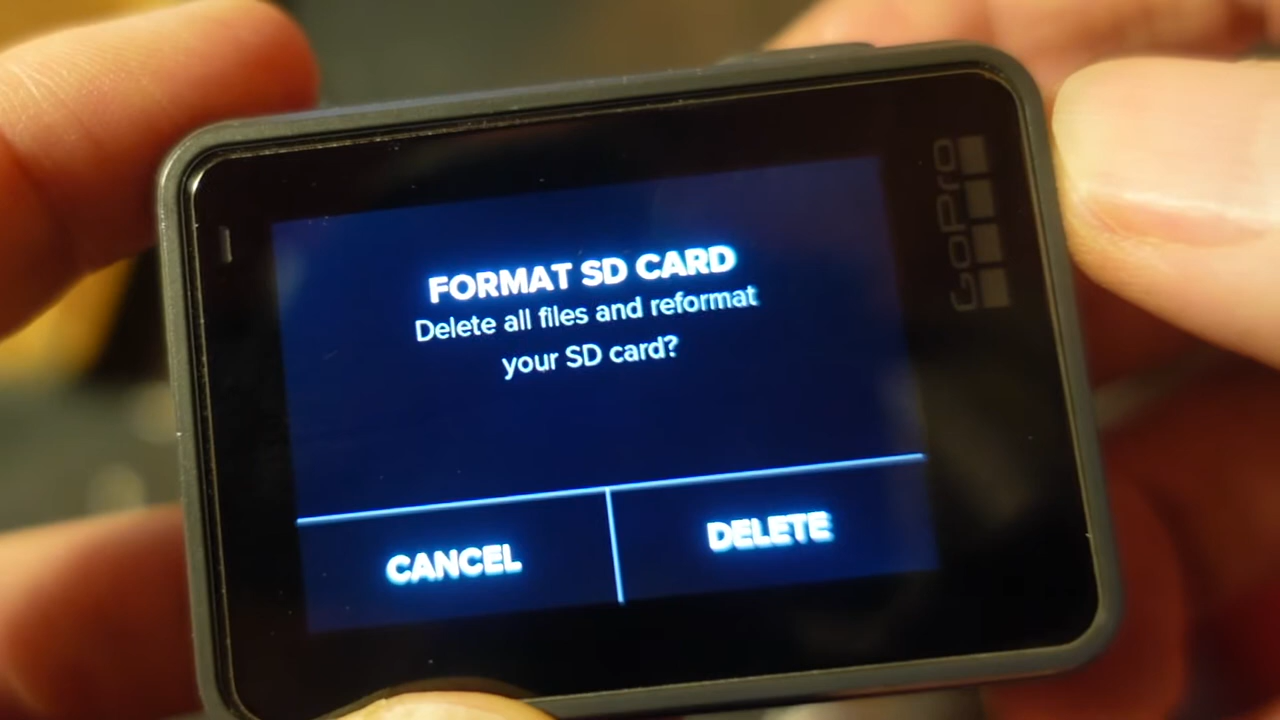 FORMAT SD CARD
Delete all files and reformat
your SD card?
CANCEL
DELETE
GoPro